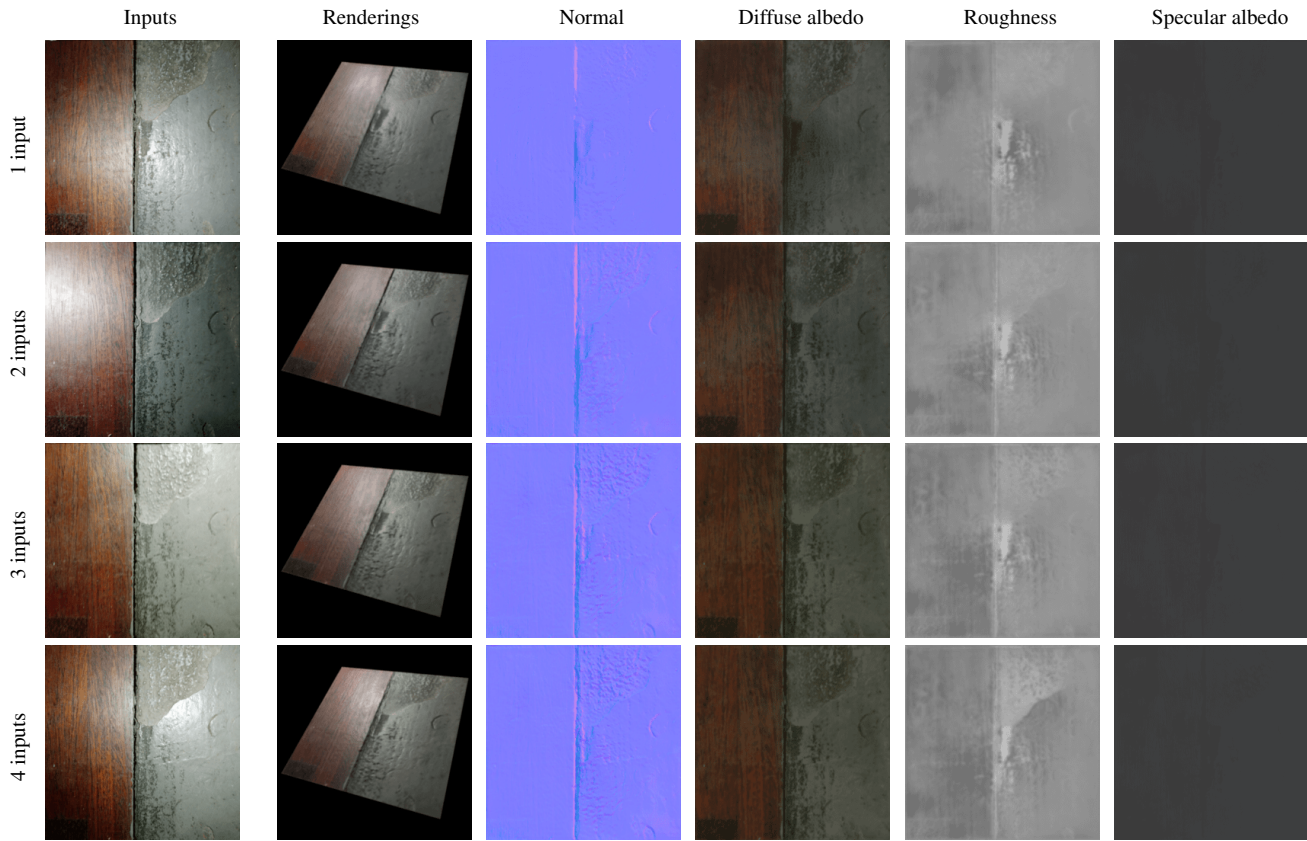 Inputs Renderings Normal Diffuse albedo Roughness Specular albedo
1 input
2 inputs
3 inputs
4 inputs